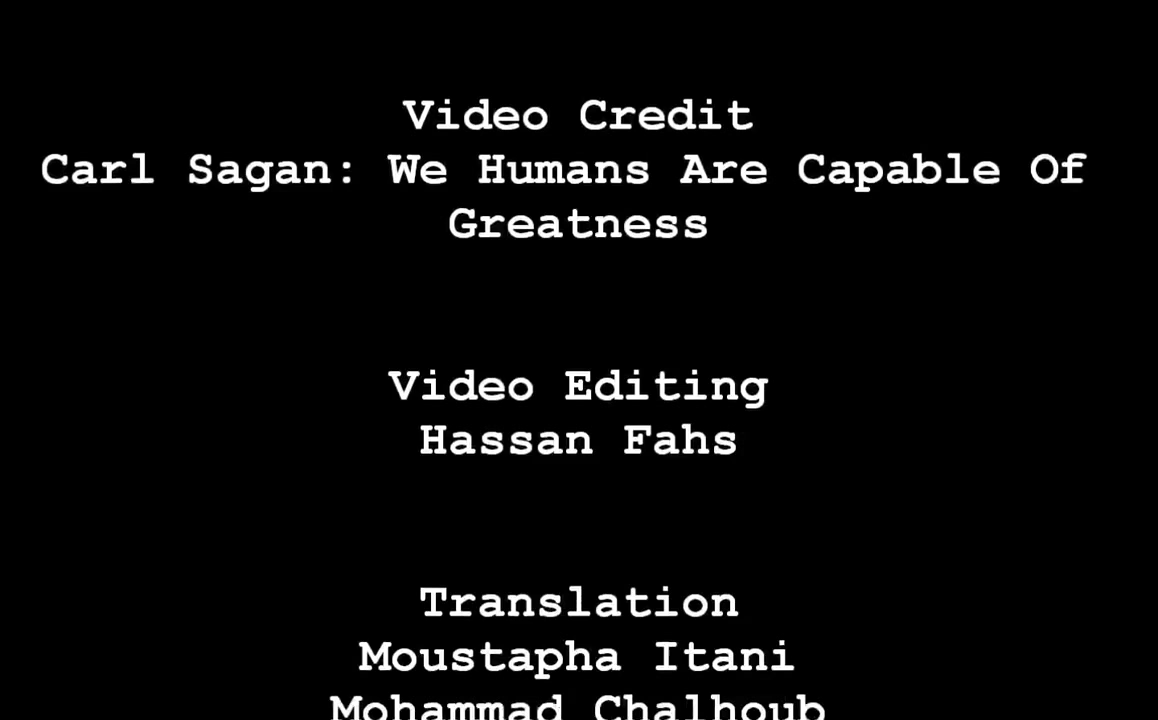 Video Credit
Carl Sagan: We Humans Are Capable Of
Greatness
Video Editing
Hassan Fahs
Translation
Moustapha Itani
Mohammad Chalhoub